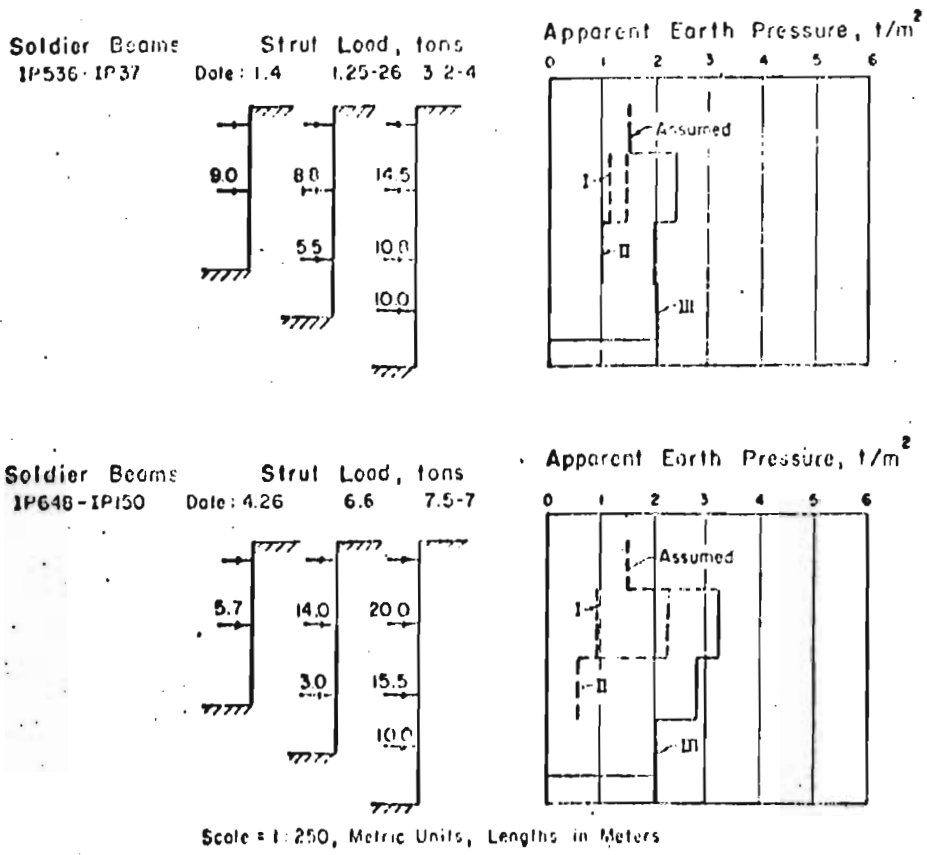 Soldier Beams
IP536-IP37
Strut Load, tons
Date: 1.4 1.25-26 3 2-4
Apparent Earth Pressure, t/m²
0 1 2 3 4 5 6
Assumed
9.0 8.0 14.5
I
5.5 10.8
II
10.0
III
Soldier Beams
IP648-IP150
Strut Load, tons
Date: 4.26 6.6 7.5-7
Apparent Earth Pressure, t/m²
0 1 2 3 4 5 6
Assumed
5.7 14.0 20.0
I
3.0 15.5
II
10.0
III
Scale = 1:250, Metric Units, Lengths in Meters